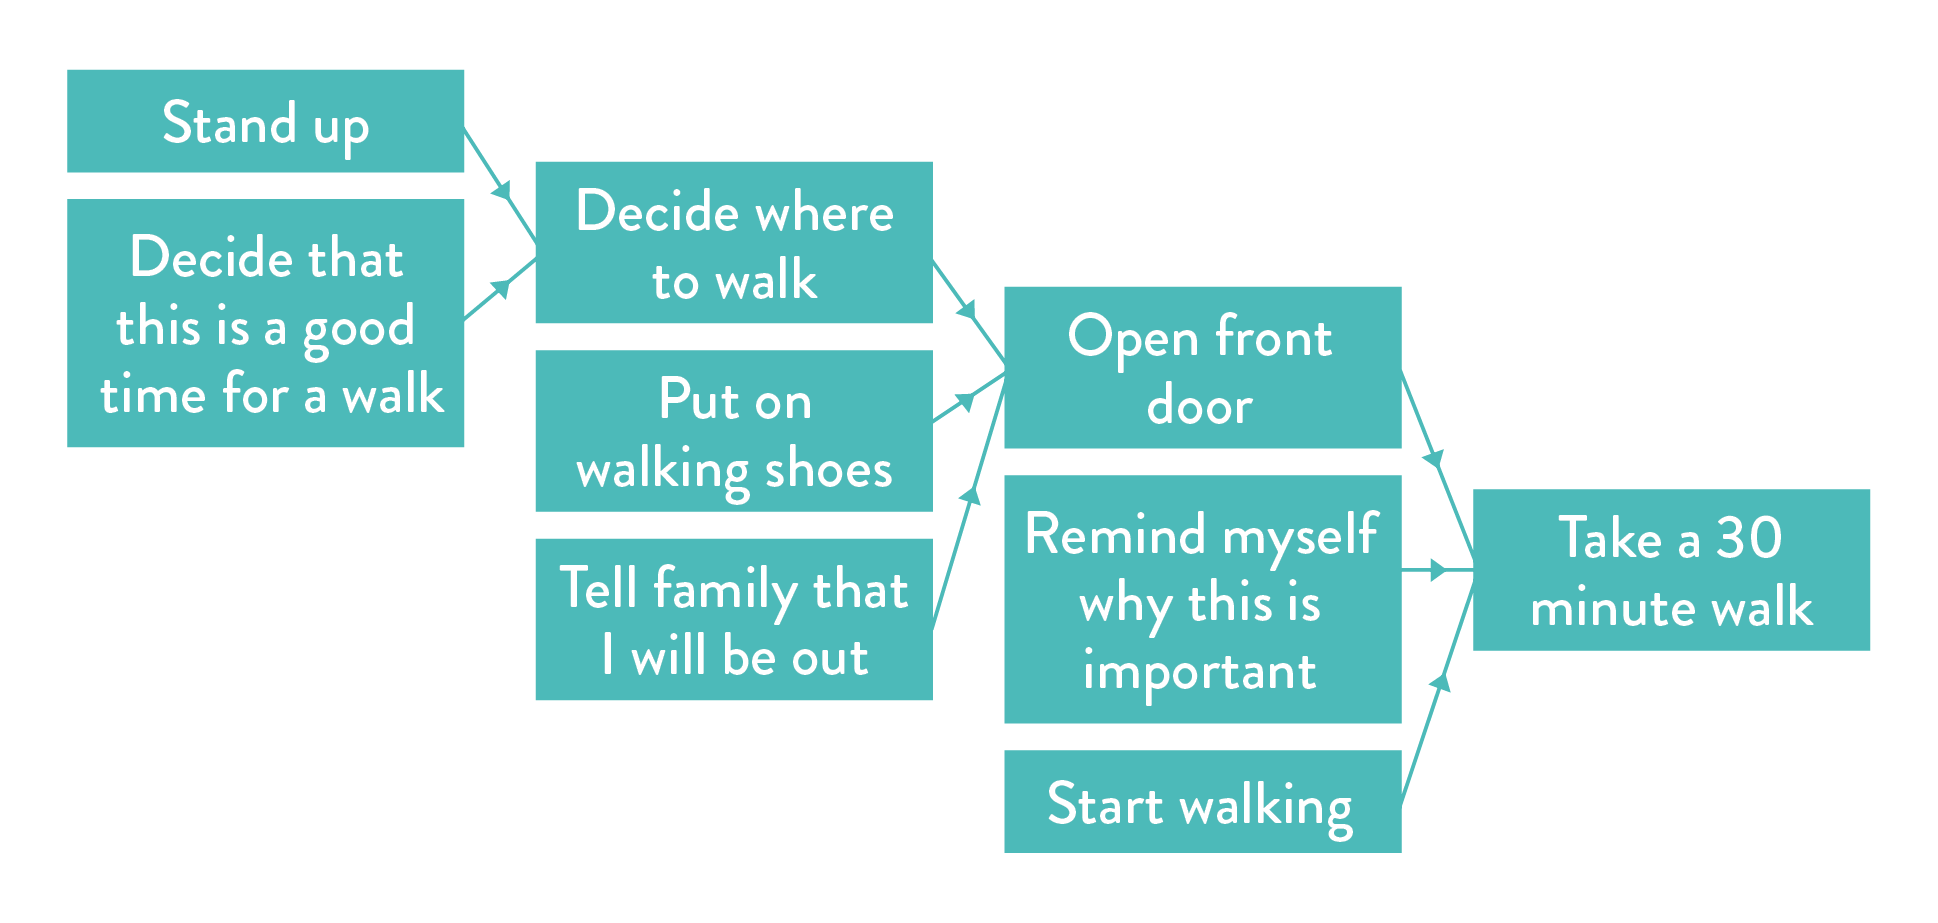 Stand up
Decide that
this is a good
time for a walk
Decide where
to walk
Put on
walking shoes
Tell family that
I will be out
Open front
door
Remind myself
why this is
important
Start walking
Take a 30
minute walk